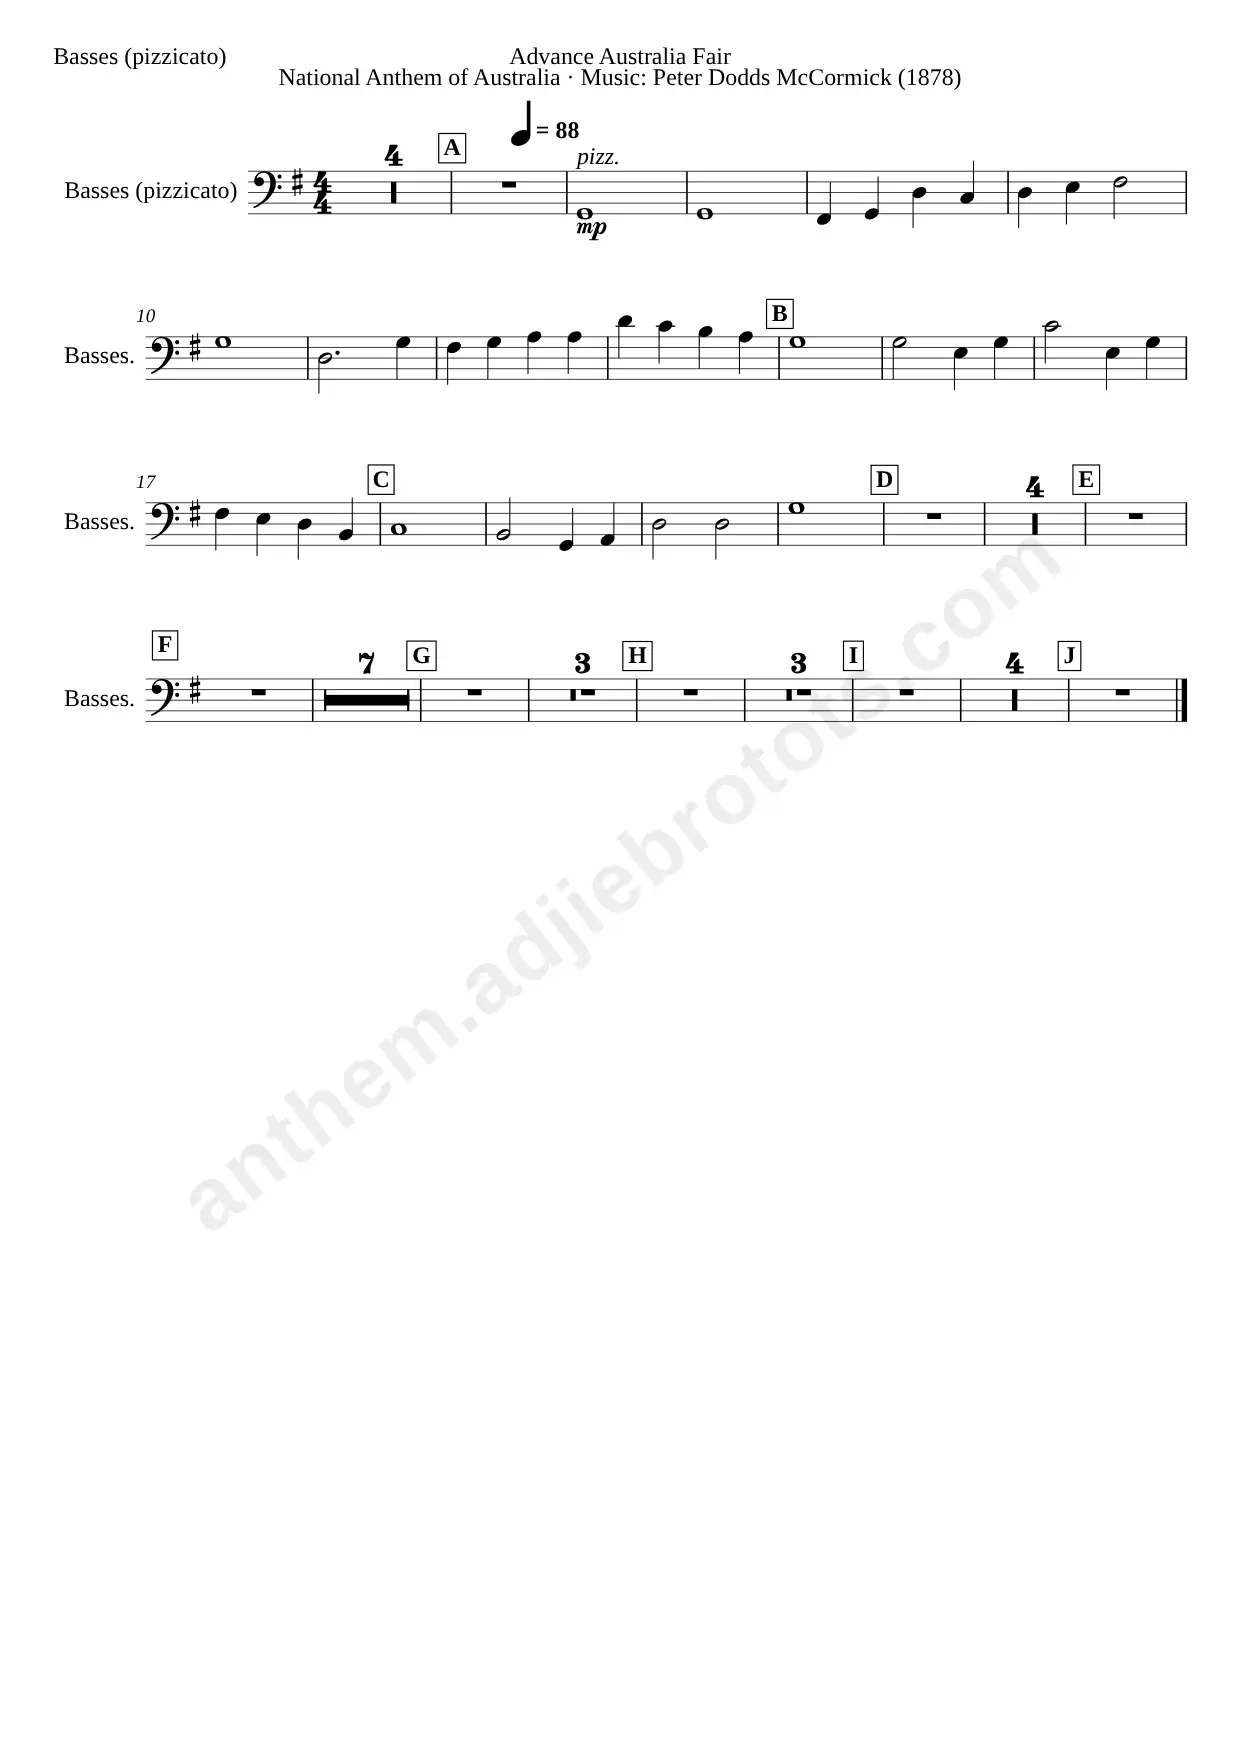 Basses (pizzicato)
Advance Australia Fair
National Anthem of Australia · Music: Peter Dodds McCormick (1878)
4
A
= 88
pizz.
Basses (pizzicato)
4
4
mp
10
B
Basses.
17
C
D
4
E
Basses.
F
7
G
3
H
3
I
4
J
Basses.
anthem.adjiebrotots.com